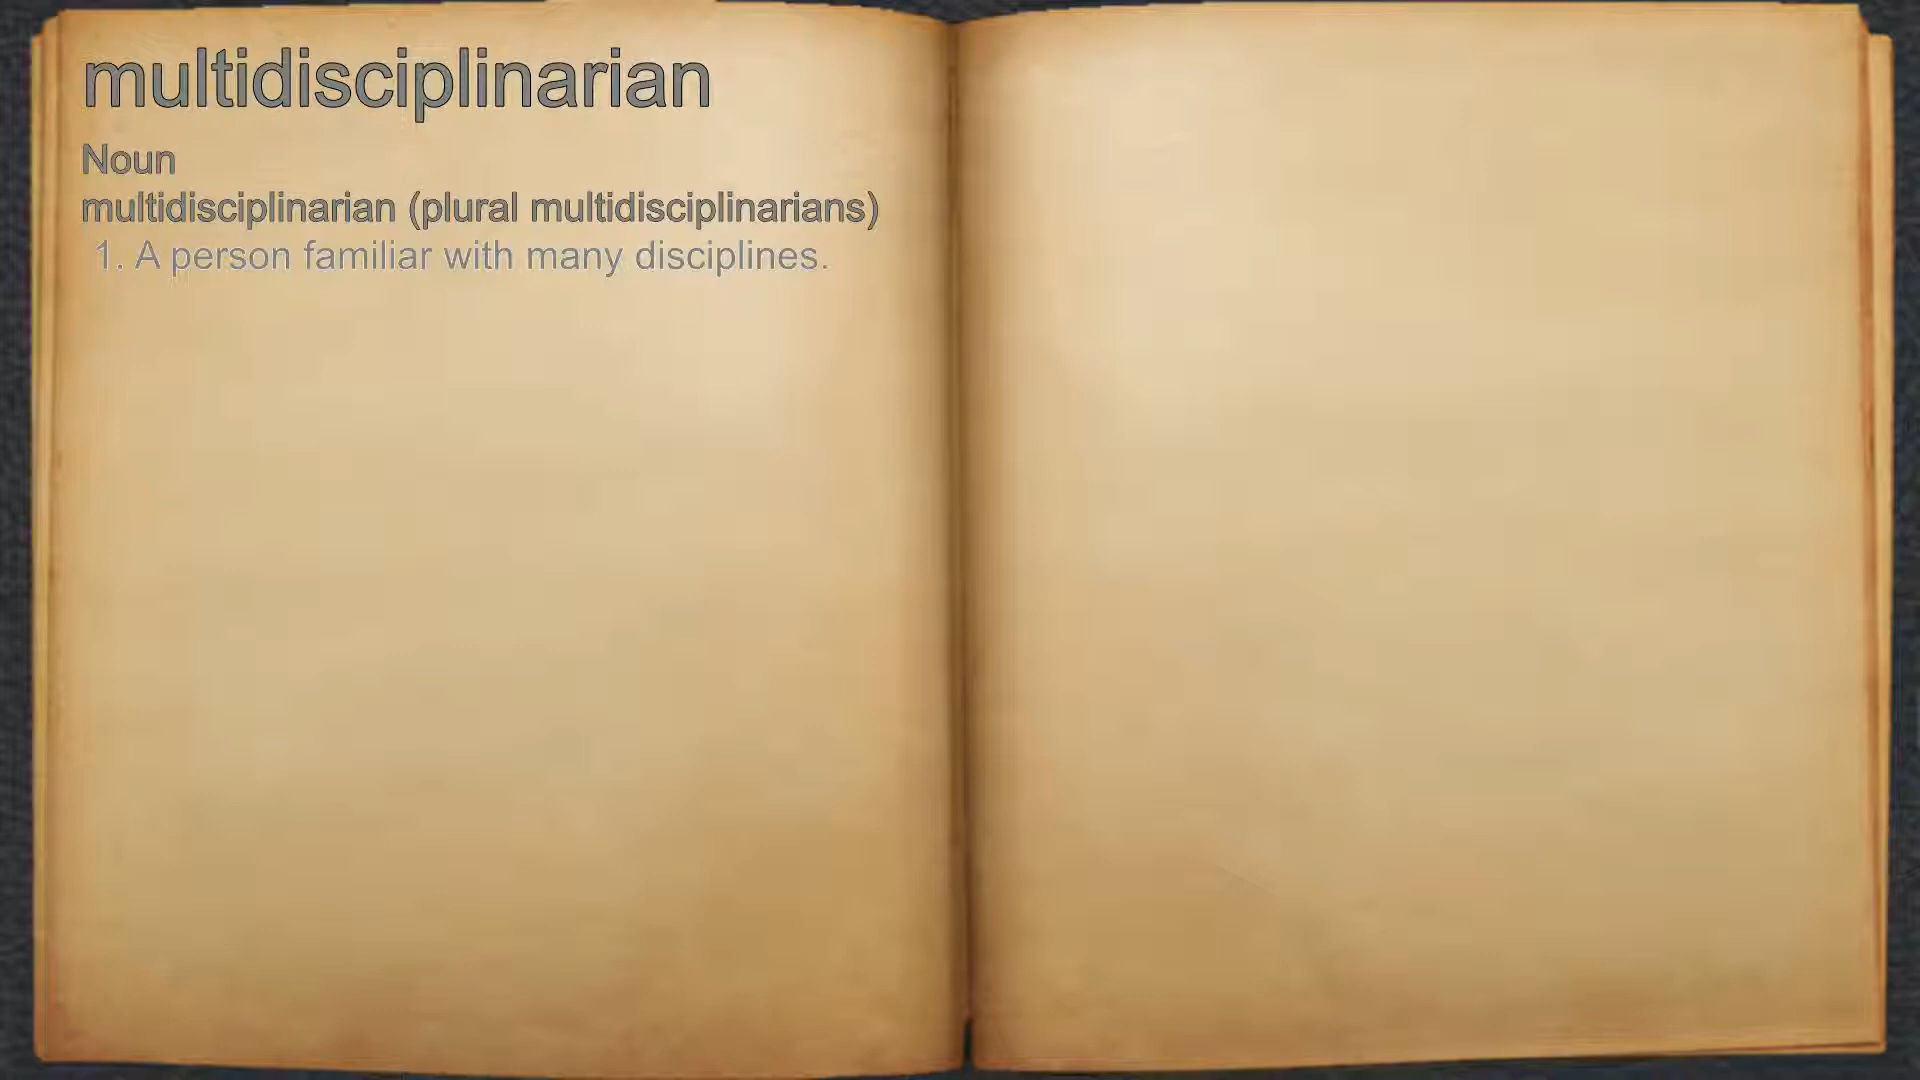 multidisciplinarian
Noun
multidisciplinarian (plural multidisciplinarians)
1. A person familiar with many disciplines.